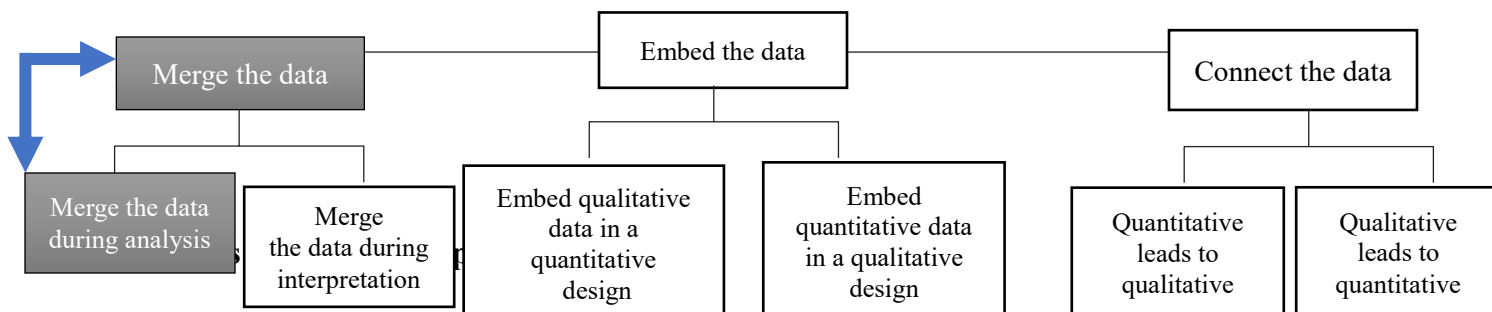 Merge the data
Embed the data
Connect the data
Merge the data
during analysis
Merge
the data during
interpretation
Embed qualitative
data in a
quantitative
design
Embed
quantitative data
in a qualitative
design
Quantitative
leads to
qualitative
Qualitative
leads to
quantitative